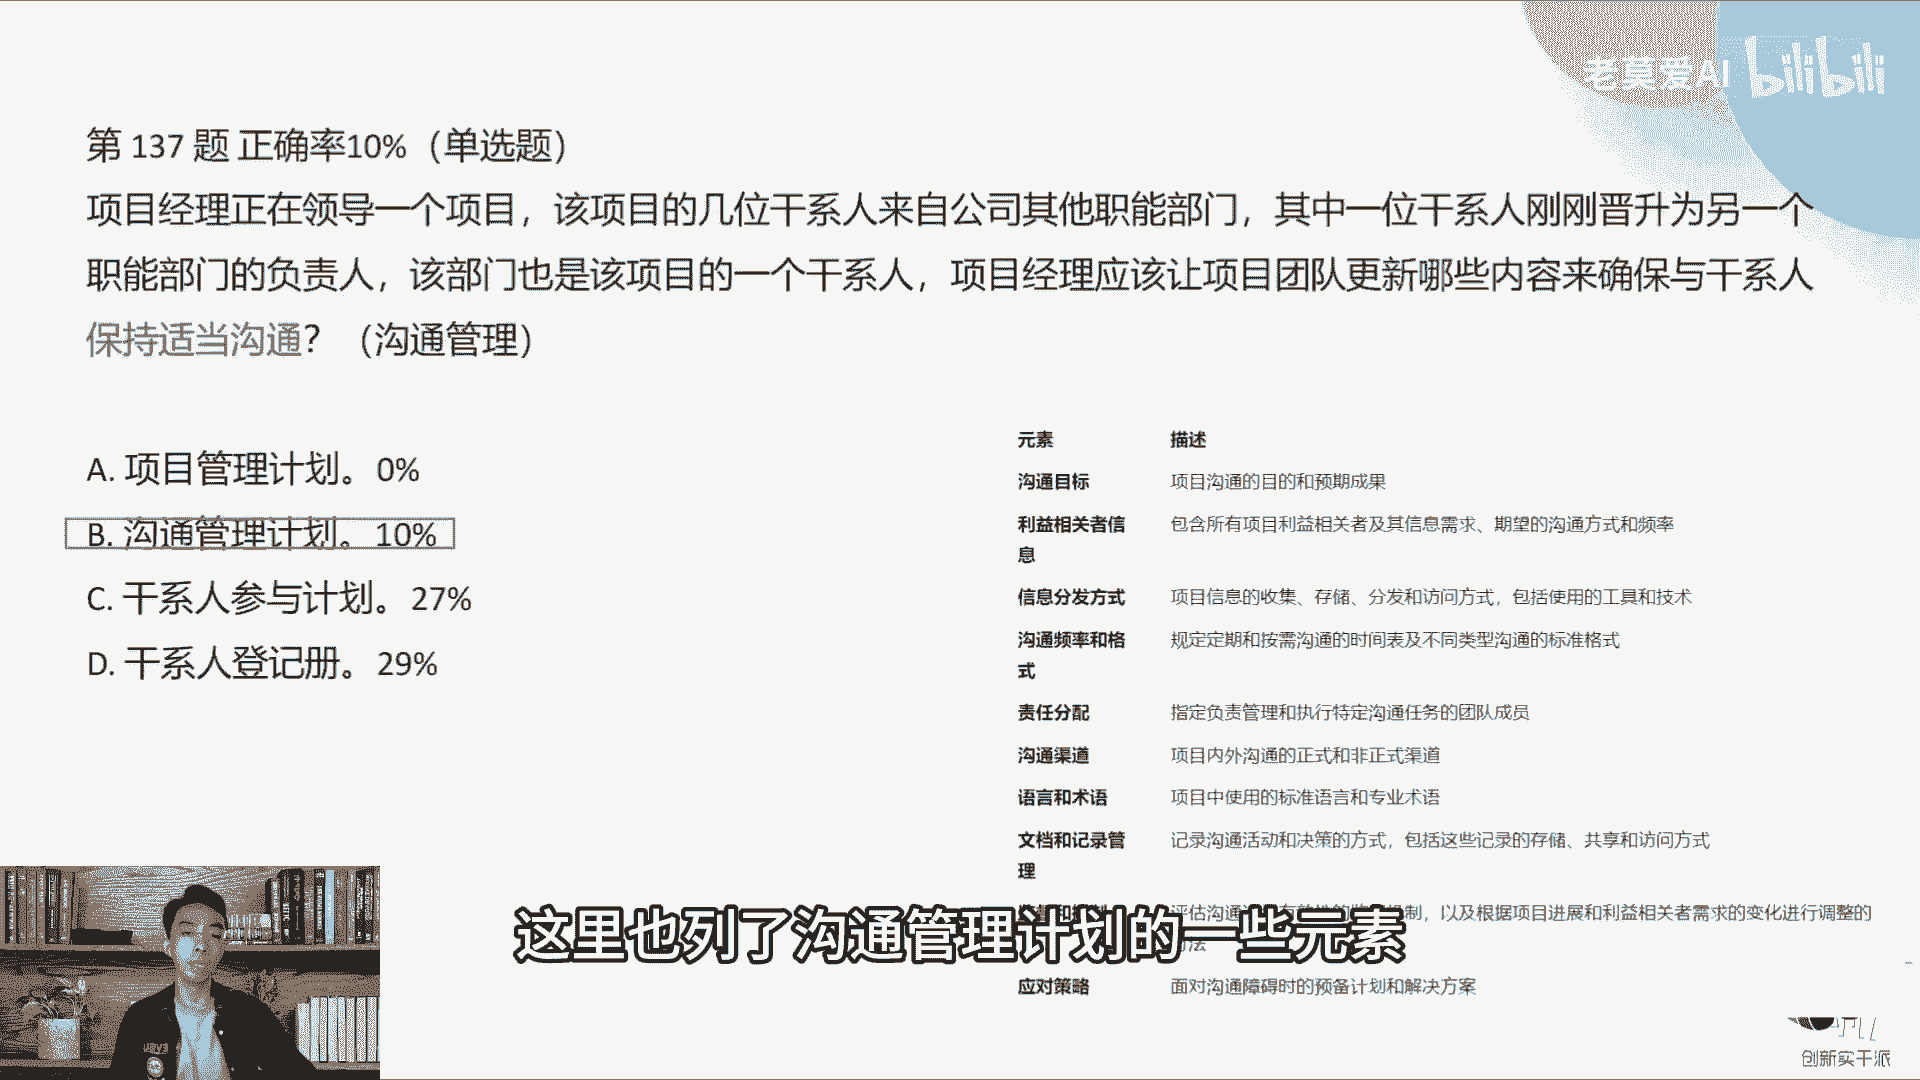 老莫爱AI bilibili
第 137 题 正确率10%（单选题）
项目经理正在领导一个项目，该项目的几位干系人来自公司其他职能部门，其中一位干系人刚刚晋升为另一个
职能部门的负责人，该部门也是该项目的一个干系人，项目经理应该让项目团队更新哪些内容来确保与干系人
保持适当沟通？（沟通管理）
A. 项目管理计划。0%
B. 沟通管理计划。10%
C. 干系人参与计划。27%
D. 干系人登记册。29%
元素 描述
沟通目标 项目沟通的目的和预期成果
利益相关者信 包含所有项目利益相关者及其信息需求、期望的沟通方式和频率
息
信息分发方式 项目信息的收集、存储、分发和访问方式，包括使用的工具和技术
沟通频率和格 规定定期和按需沟通的时间表及不同类型沟通的标准格式
式
责任分配 指定负责管理和执行特定沟通任务的团队成员
沟通渠道 项目内外沟通的正式和非正式渠道
语言和术语 项目中使用的标准语言和专业术语
文档和记录管 记录沟通活动和决策的方式，包括这些记录的存储、共享和访问方式
理
评估沟通 制，以及根据项目进展和利益相关者需求的变化进行调整的
法
这里也列了沟通管理计划的一些元素
应对策略 面对沟通障碍时的预备计划和解决方案
创新实干派